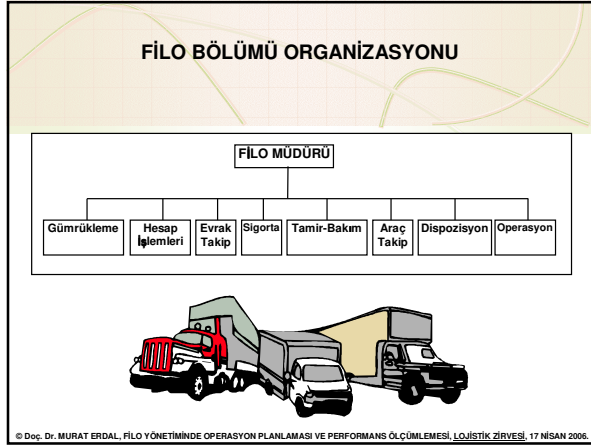 FİLO BÖLÜMÜ ORGANİZASYONU
FİLO MÜDÜRÜ
Gümrükleme
Hesap
İşlemleri
Evrak
Takip
Sigorta
Tamir-Bakım
Araç
Takip
Dispozisyon
Operasyon
© Doç. Dr. MURAT ERDAL, FİLO YÖNETİMİNDE OPERASYON PLANLAMASI VE PERFORMANS ÖLÇÜMLEMESİ, LOJİSTİK ZİRVESİ, 17 NİSAN 2006.